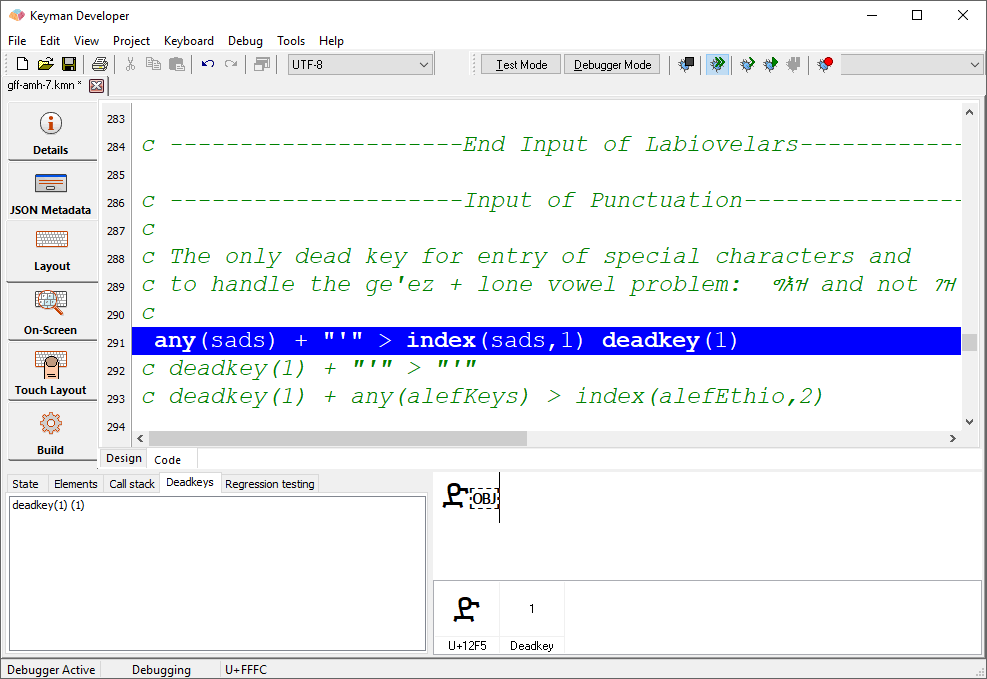 Keyman Developer
File Edit View Project Keyboard Debug Tools Help
UTF-8 Test Mode Debugger Mode
gff-amh-7.kmn *
Details
JSON Metadata
Layout
On-Screen
Touch Layout
Build
283
284 c ---------------------End Input of Labiovelars------------
285
286 c ---------------------Input of Punctuation----------------
287 c
288 c The only dead key for entry of special characters and
289 c to handle the ge'ez + lone vowel problem: ግእዝ and not ገዝ
290 c
291 any(sads) + "'" > index(sads,1) deadkey(1)
292 c deadkey(1) + "'" > "'"
293 c deadkey(1) + any(alefKeys) > index(alefEthio,2)
294
Design Code
State Elements Call stack Deadkeys Regression testing
deadkey(1) (1)
ድOBJ
ድ 1
U+12F5 Deadkey
Debugger Active Debugging U+FFFC